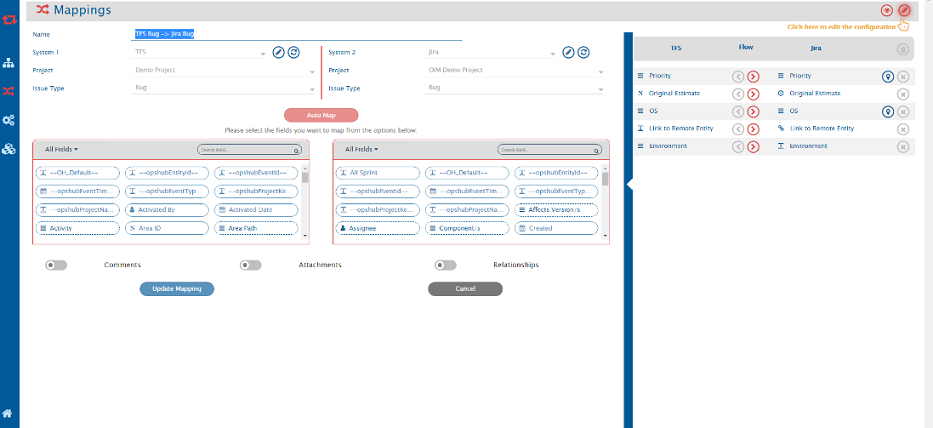 Mappings
Click here to edit the configuration
Name TFS Bug -> Jira Bug
System 1 TFS System 2 Jira
Project Demo Project Project OIM Demo Project
Issue Type Bug Issue Type Bug
Auto Map
Please select the fields you want to map from the options below.
All Fields Search field.. All Fields Search field..
==OH_Default== ==opshubEntityId== ==opshubEventId== All Sprint ==OH_Default== ==opshubEntityId==
==opshubEventTim... ==opshubEventTyp... ==opshubProjectKe... ==opshubEventId== ==opshubEventTim... ==opshubEventTyp...
==opshubProjectNa... Activated By Activated Date ==opshubProjectKe... ==opshubProjectNa... Affects Version/s
Activity Area ID Area Path Assignee Component/s Created
Comments Attachments Relationships
Update Mapping Cancel
TFS Flow Jira
Priority Priority
Original Estimate Original Estimate
OS OS
Link to Remote Entity Link to Remote Entity
Environment Environment